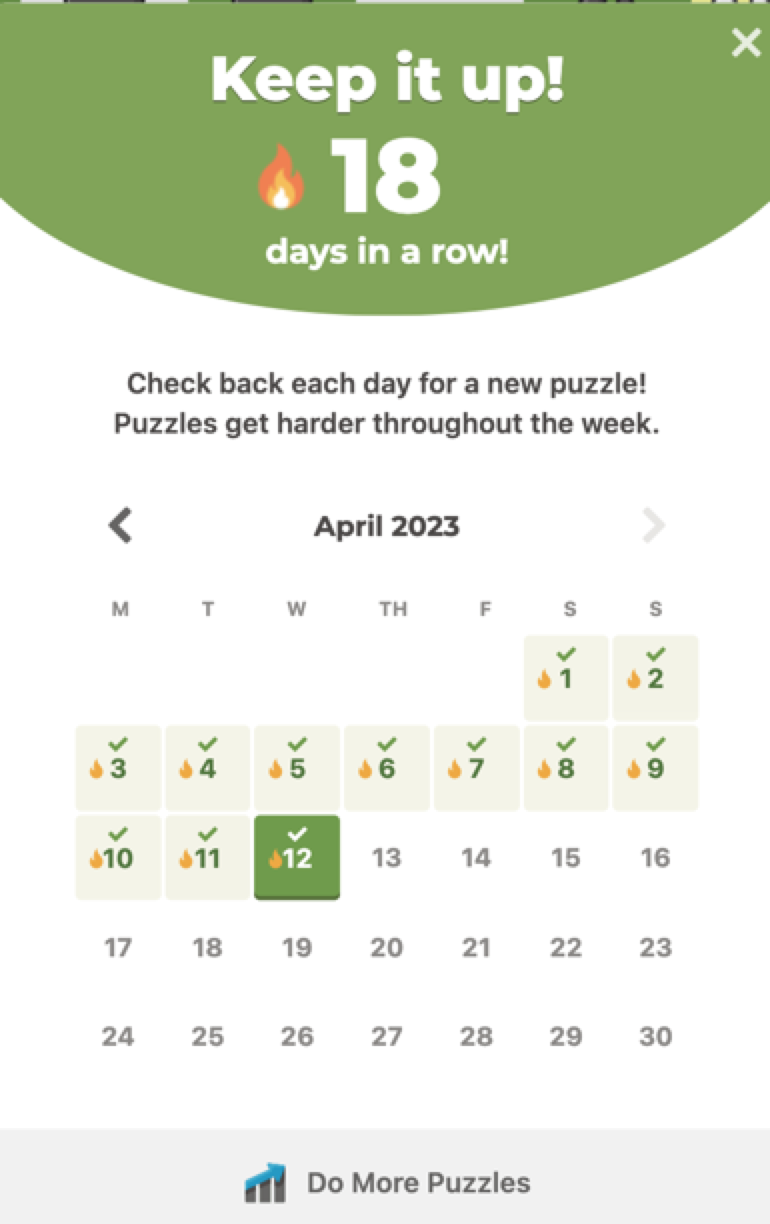 Keep it up!
18
days in a row!
Check back each day for a new puzzle!
Puzzles get harder throughout the week.
April 2023
M T W TH F S S
1 2
3 4 5 6 7 8 9
10 11 12 13 14 15 16
17 18 19 20 21 22 23
24 25 26 27 28 29 30
Do More Puzzles